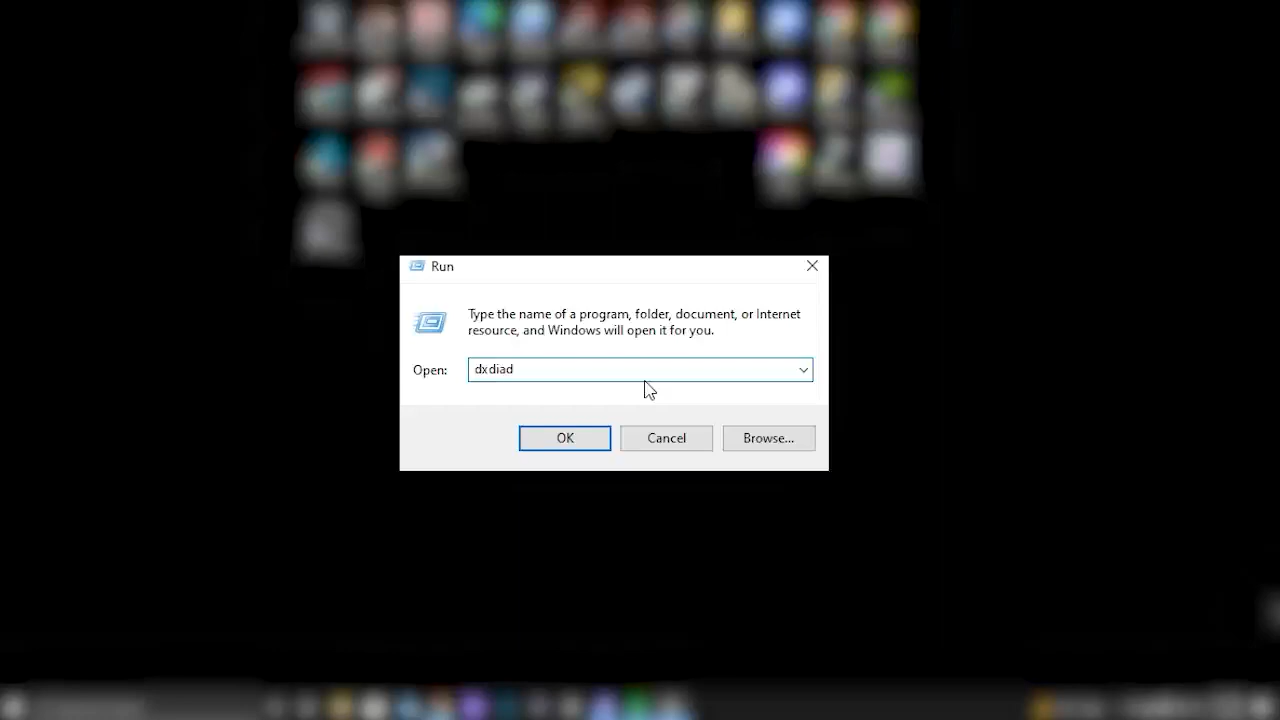 Run
Type the name of a program, folder, document, or Internet
resource, and Windows will open it for you.
Open:
dxdiad
OK
Cancel
Browse...